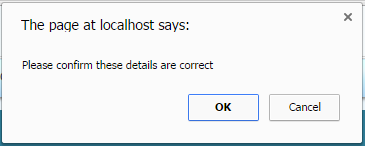 The page at localhost says:
Please confirm these details are correct
OK
Cancel